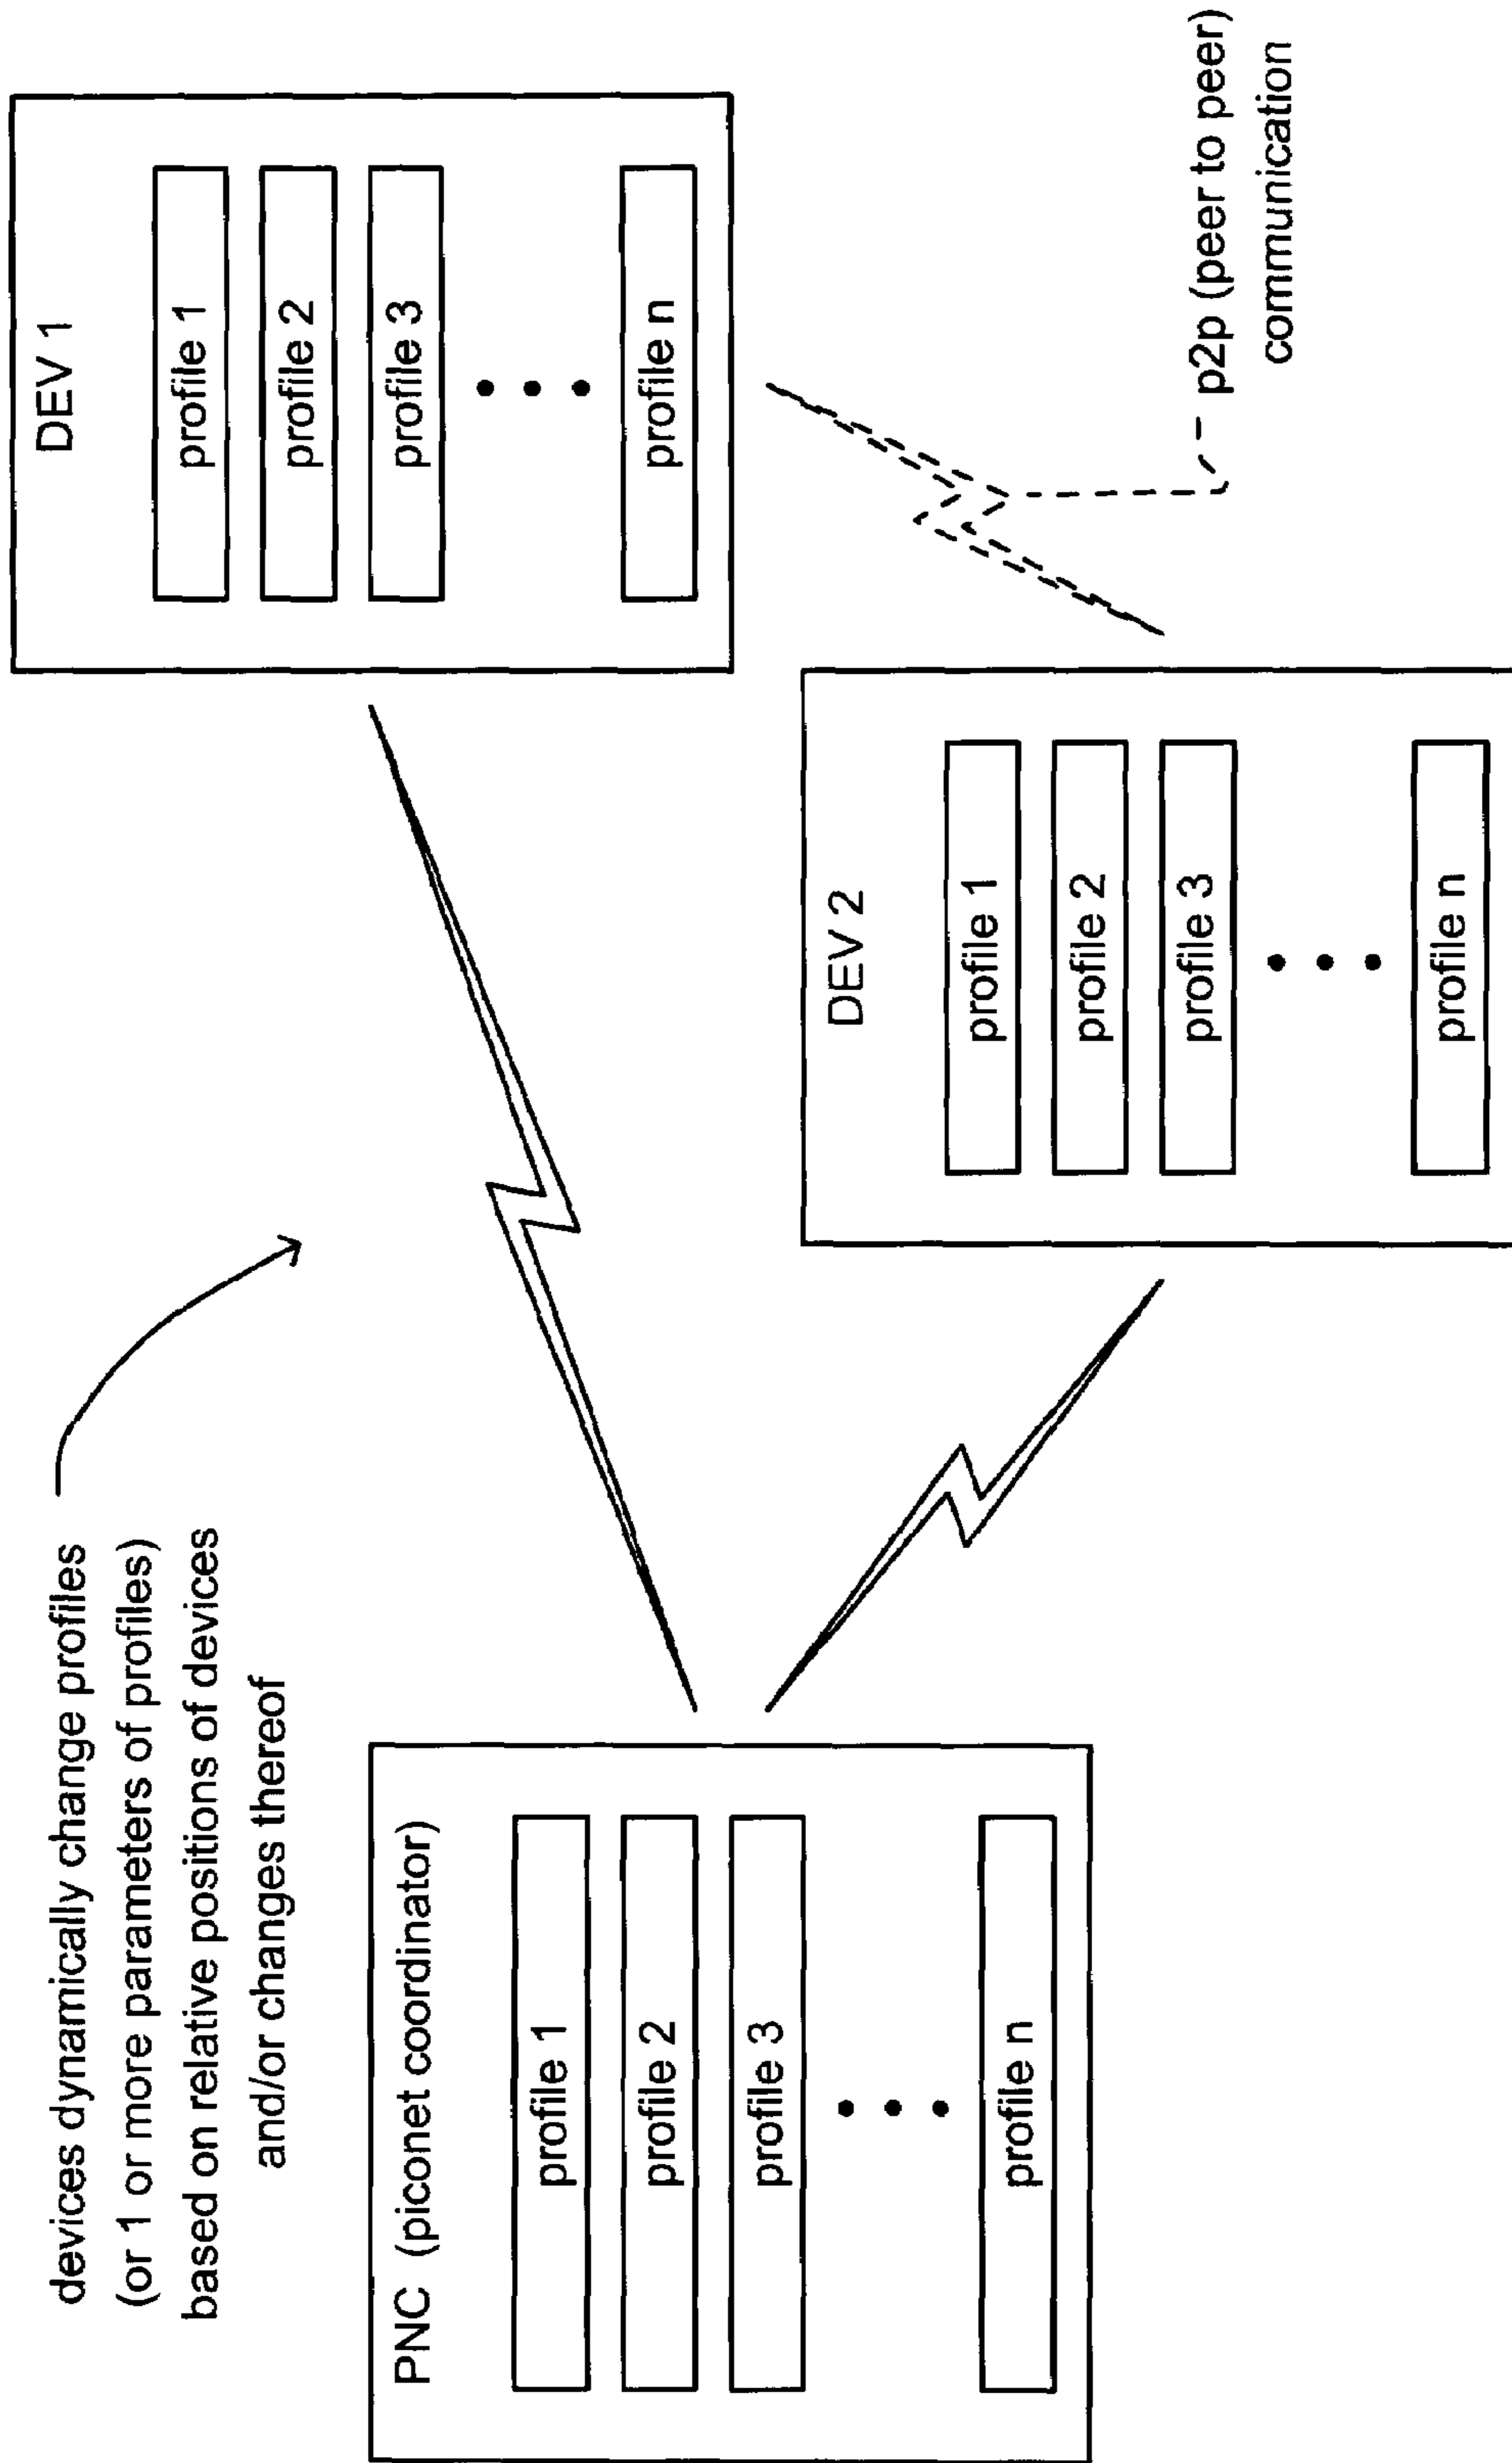 devices dynamically change profiles
(or 1 or more parameters of profiles)
based on relative positions of devices
and/or changes thereof
PNC (piconet coordinator)
profile 1
profile 2
profile 3
profile n
DEV 1
profile 1
profile 2
profile 3
profile n
DEV 2
profile 1
profile 2
profile 3
profile n
p2p (peer to peer)
communication